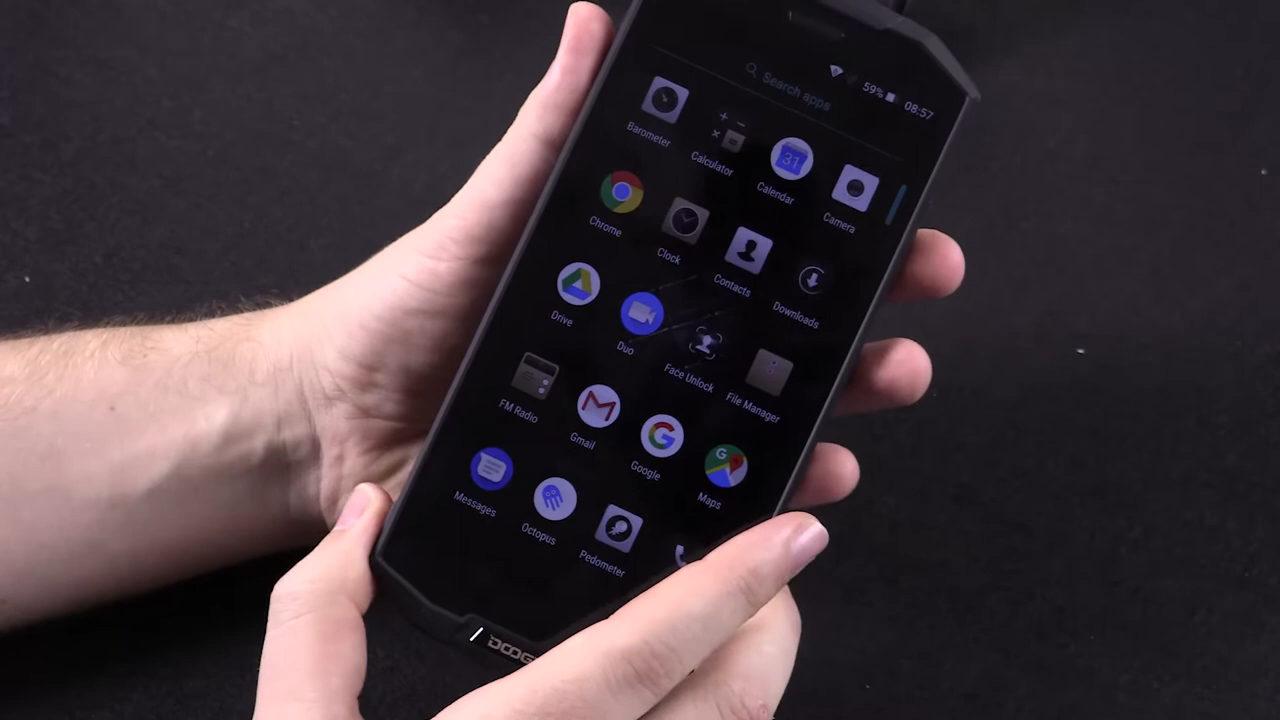 59% 08:57
Search apps
Barometer
Calculator
31
Calendar
Camera
Chrome
Clock
Contacts
Downloads
Drive
Duo
Face Unlock
File Manager
FM Radio
Gmail
G
Google
G
Maps
Messages
Octopus
Pedometer
DOOG